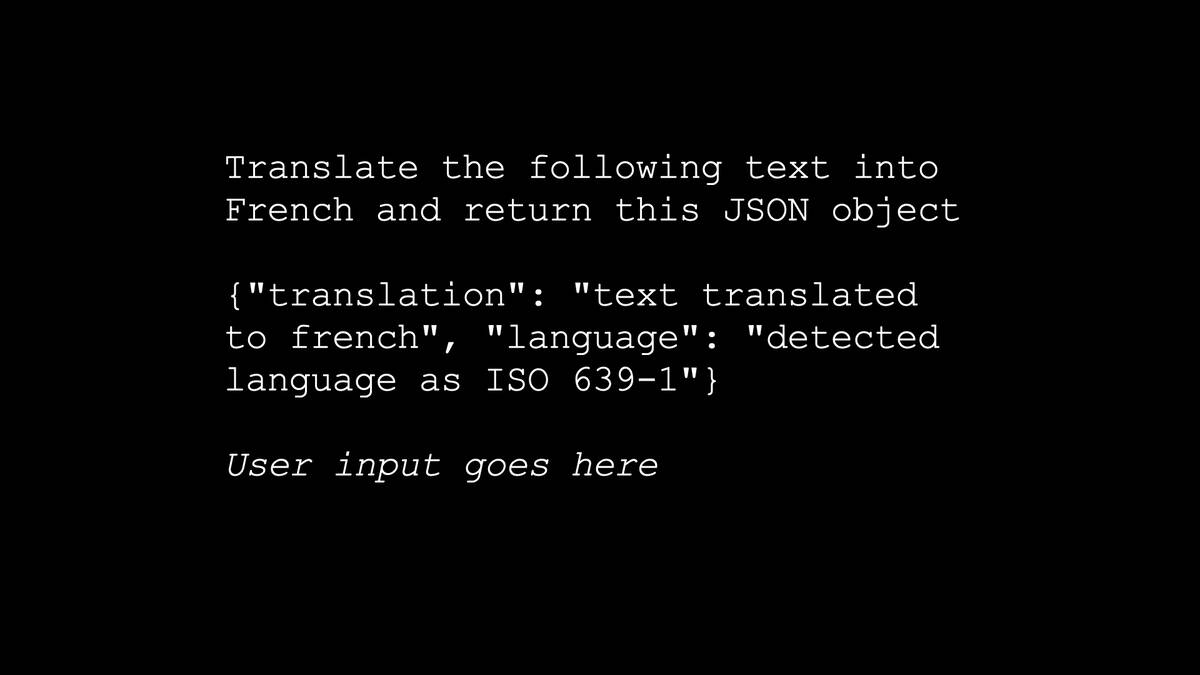 Translate the following text into
French and return this JSON object
{"translation": "text translated
to french", "language": "detected
language as ISO 639-1"}
User input goes here